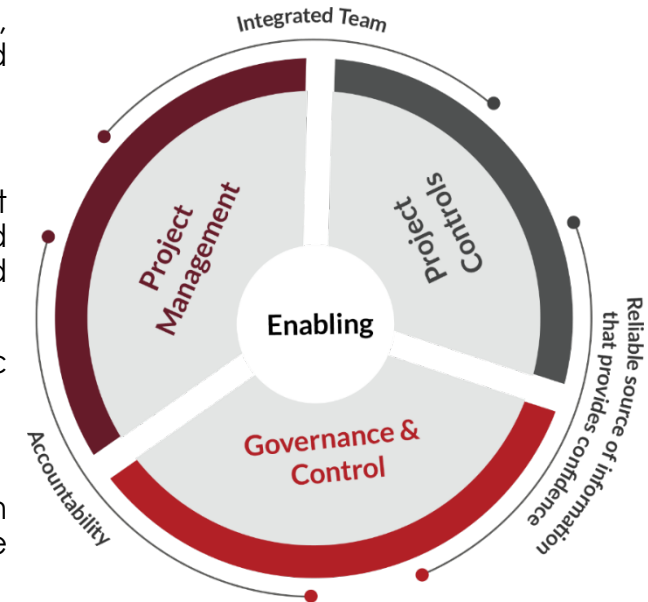 Integrated Team
Project
Management
Project
Controls
Enabling
Governance &
Control
Accountability
Reliable source of information
that provides confidence